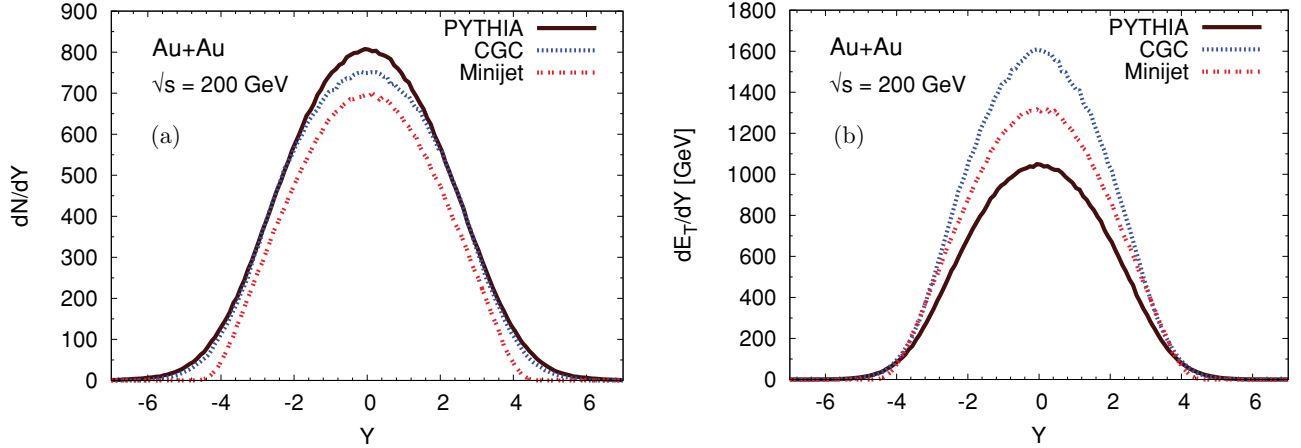 900
800
700
600
500
400
300
200
100
0
-6 -4 -2 0 2 4 6
dN/dY
Y
Au+Au
√s = 200 GeV
(a)
PYTHIA
CGC
Minijet
1800
1600
1400
1200
1000
800
600
400
200
0
-6 -4 -2 0 2 4 6
dE_T/dY [GeV]
Y
Au+Au
√s = 200 GeV
(b)
PYTHIA
CGC
Minijet